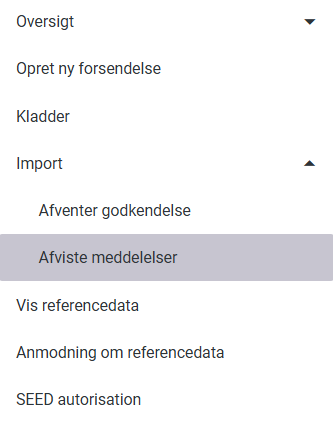 Oversigt
Opret ny forsendelse
Kladder
Import
Afventer godkendelse
Afviste meddelelser
Vis referencedata
Anmodning om referencedata
SEED autorisation